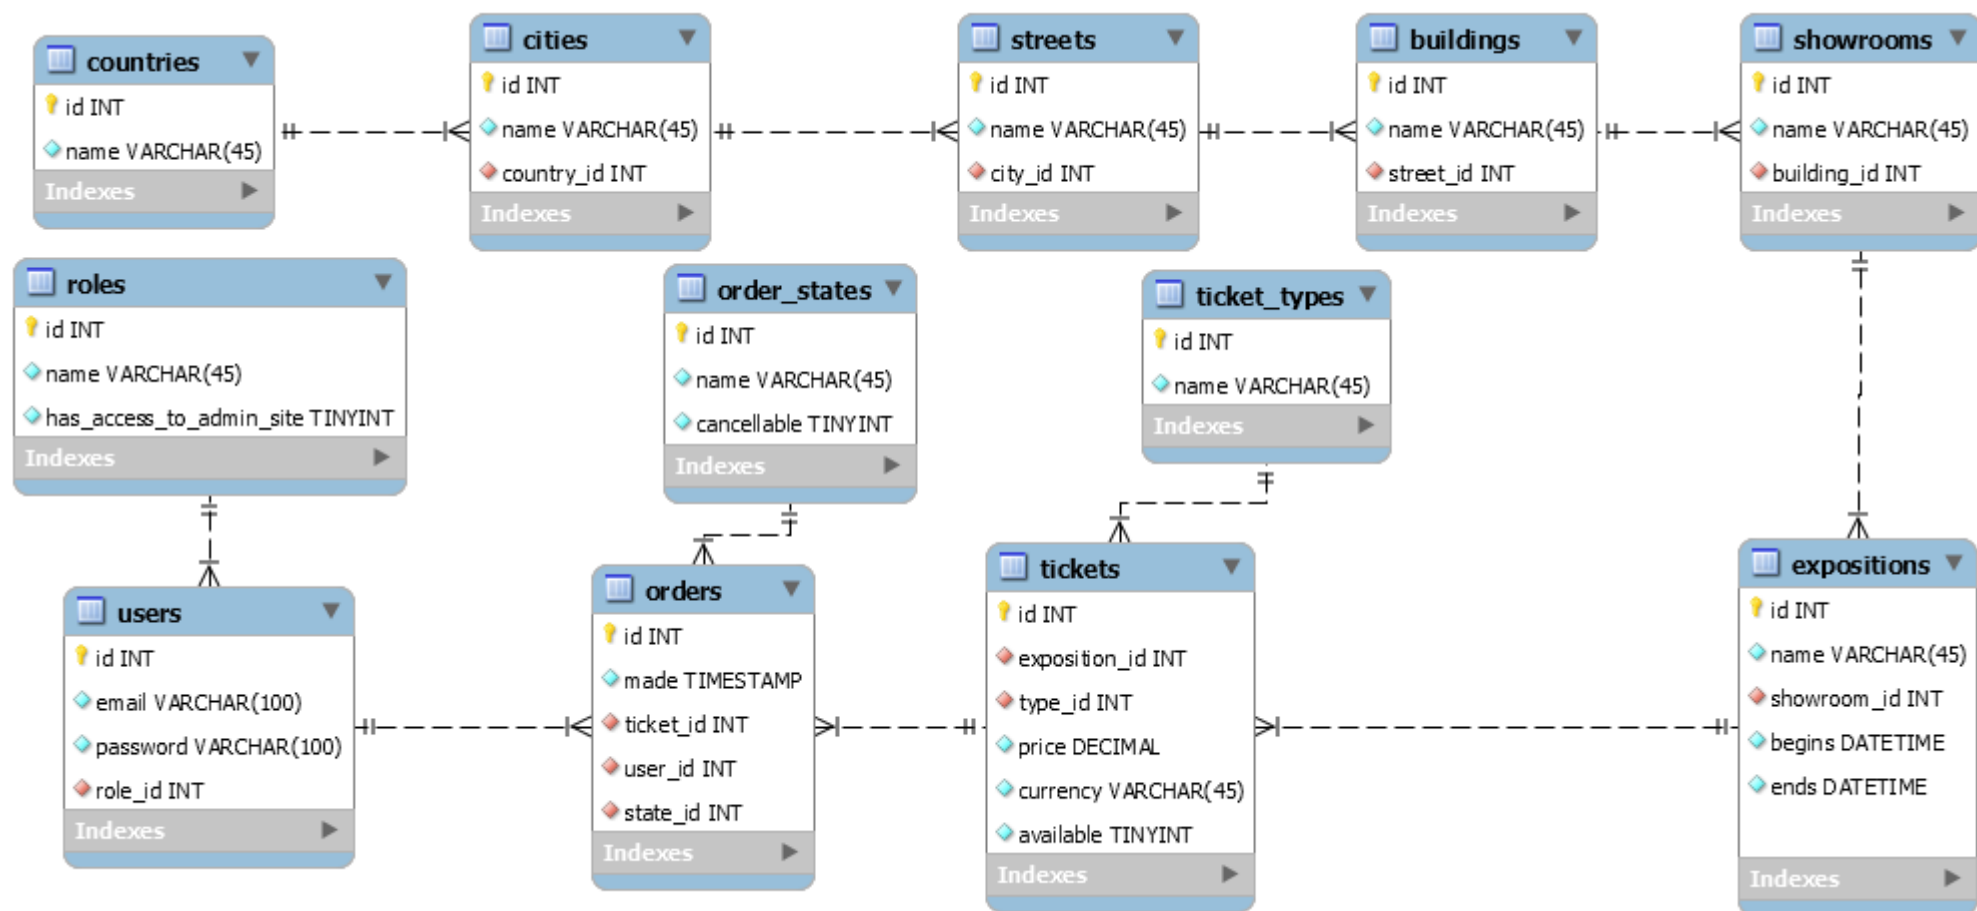 countries
id INT
name VARCHAR(45)
Indexes
cities
id INT
name VARCHAR(45)
country_id INT
Indexes
streets
id INT
name VARCHAR(45)
city_id INT
Indexes
buildings
id INT
name VARCHAR(45)
street_id INT
Indexes
showrooms
id INT
name VARCHAR(45)
building_id INT
Indexes
roles
id INT
name VARCHAR(45)
has_access_to_admin_site TINYINT
Indexes
order_states
id INT
name VARCHAR(45)
cancellable TINYINT
Indexes
ticket_types
id INT
name VARCHAR(45)
Indexes
users
id INT
email VARCHAR(100)
password VARCHAR(100)
role_id INT
Indexes
orders
id INT
made TIMESTAMP
ticket_id INT
user_id INT
state_id INT
Indexes
tickets
id INT
exposition_id INT
type_id INT
price DECIMAL
currency VARCHAR(45)
available TINYINT
Indexes
expositions
id INT
name VARCHAR(45)
showroom_id INT
begins DATETIME
ends DATETIME
Indexes